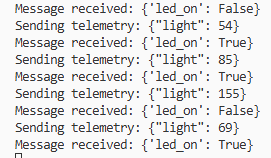 Message received: {'led_on': False}
Sending telemetry: {"light": 54}
Message received: {'led_on': True}
Sending telemetry: {"light": 85}
Message received: {'led_on': True}
Sending telemetry: {"light": 155}
Message received: {'led_on': False}
Sending telemetry: {"light": 69}
Message received: {'led_on': True}